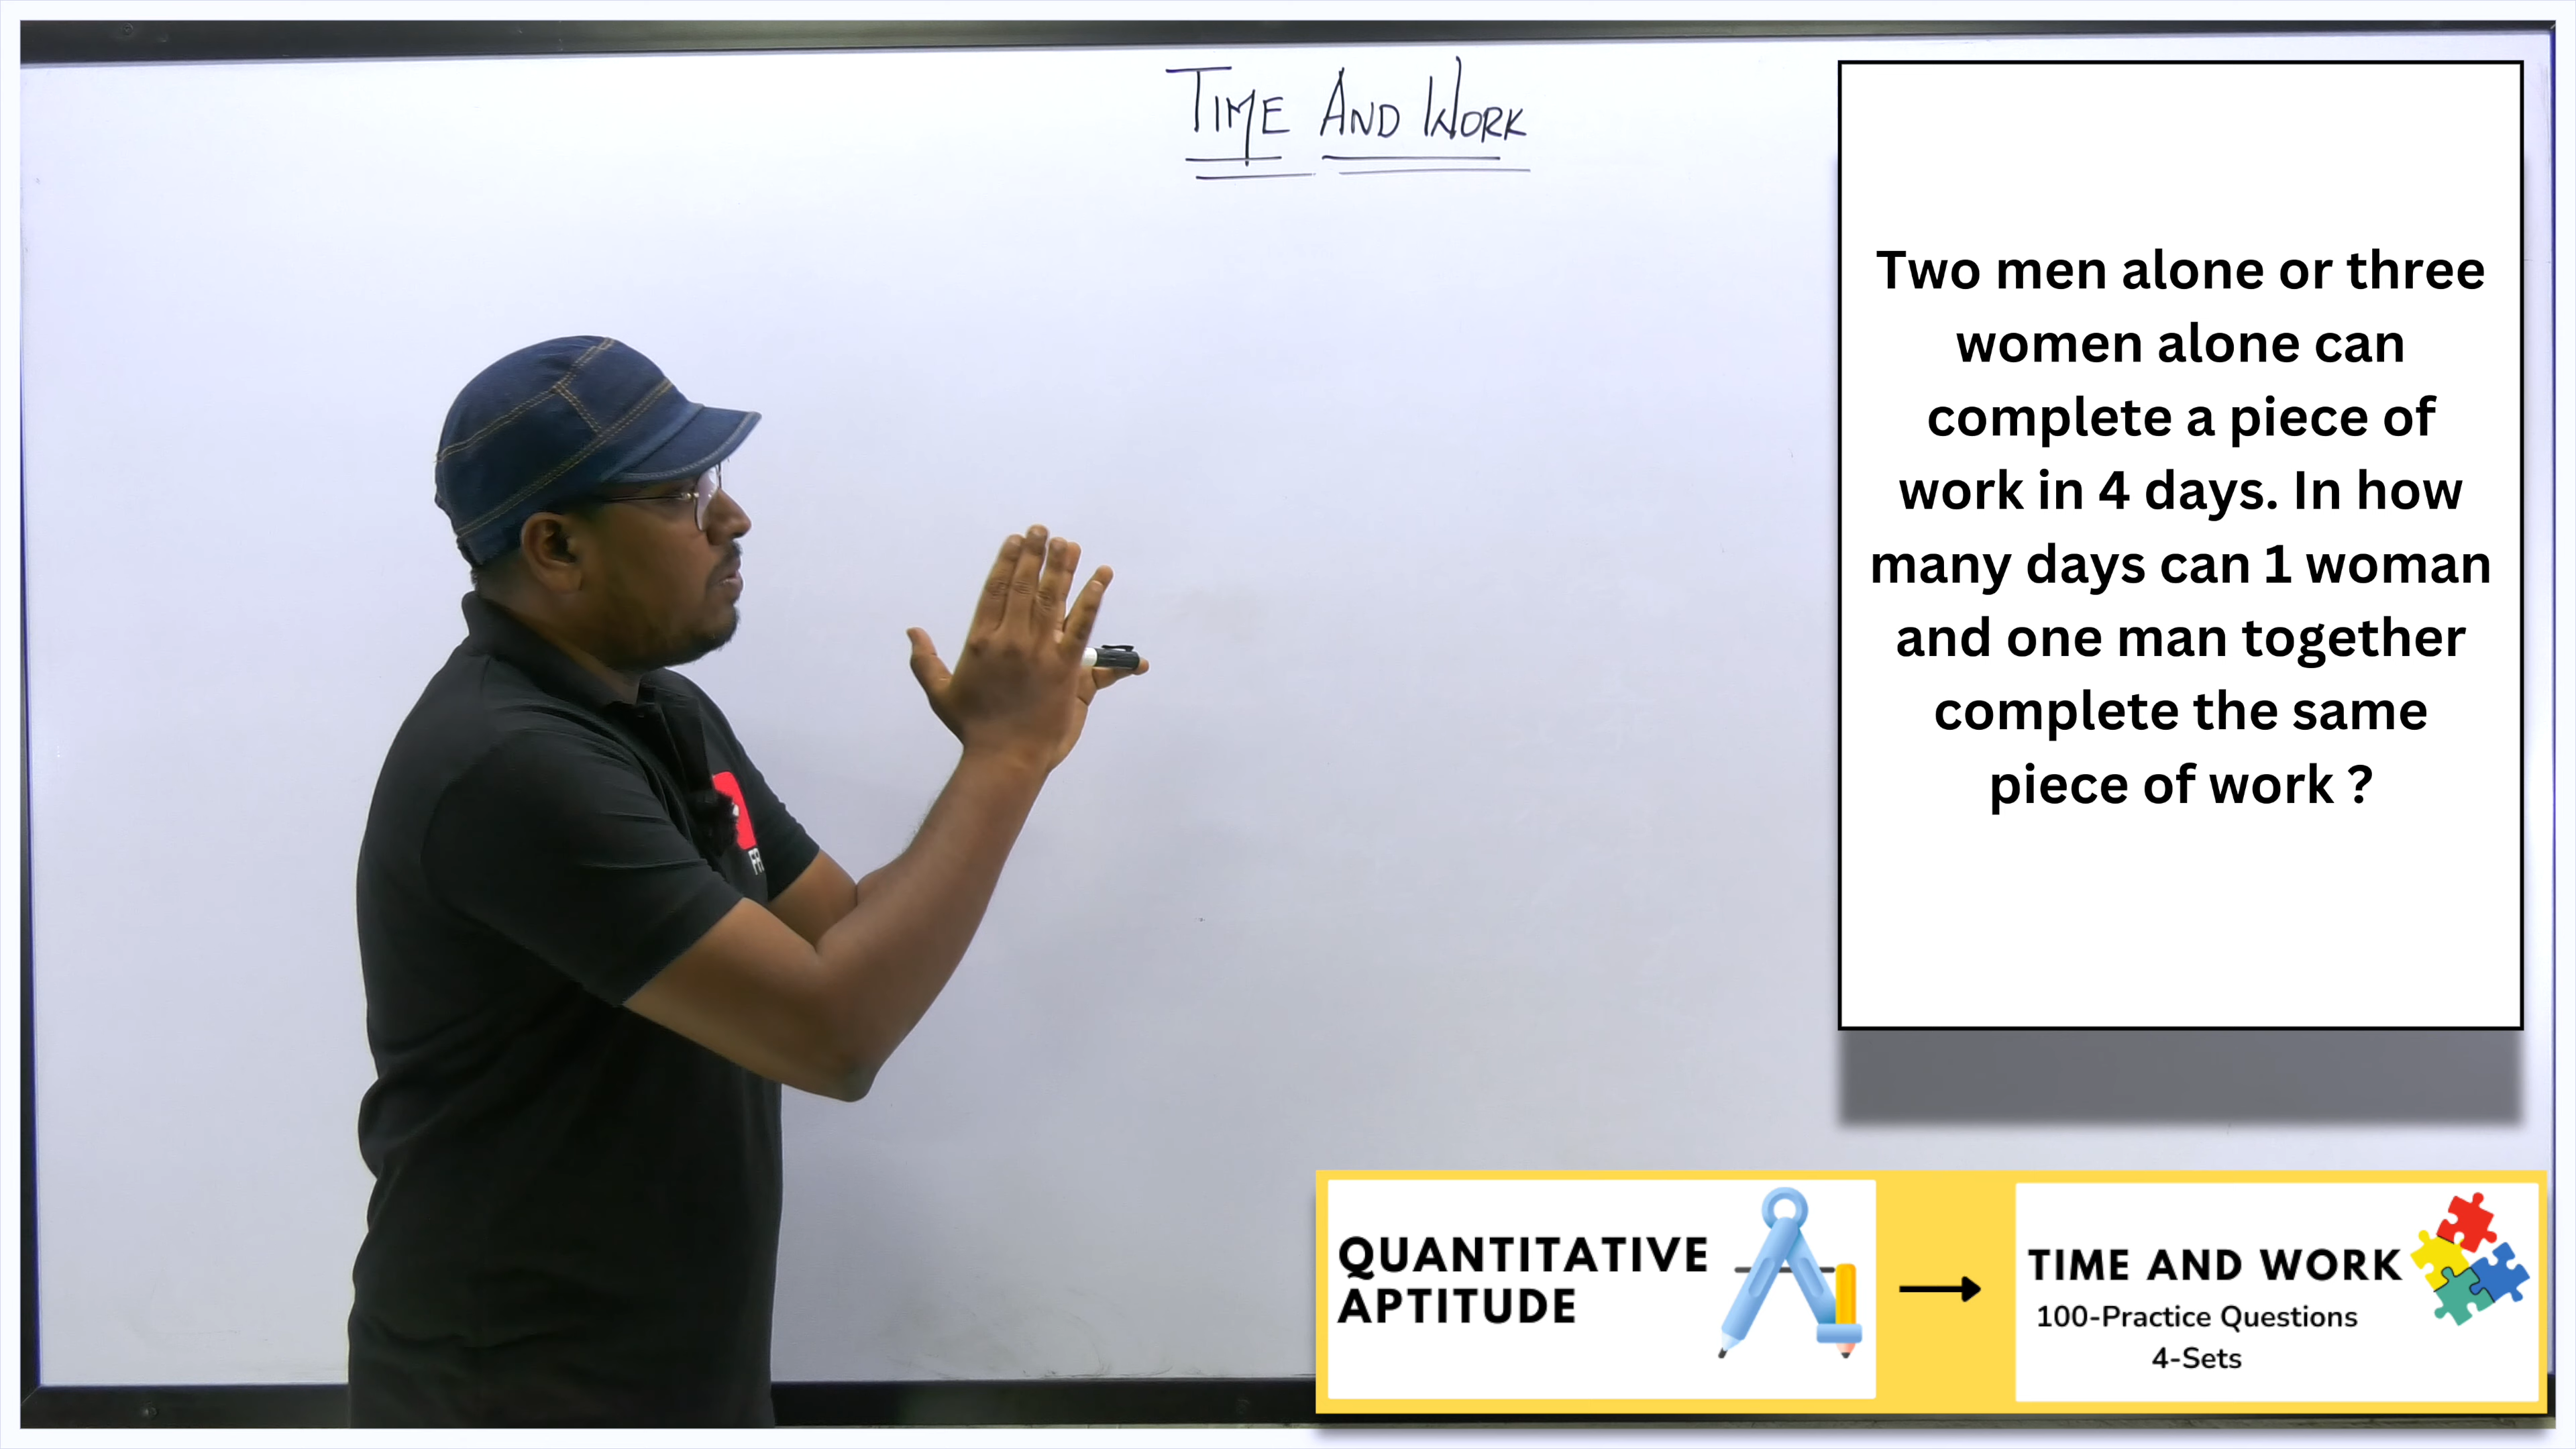 TIME AND WORK
Two men alone or three
women alone can
complete a piece of
work in 4 days. In how
many days can 1 woman
and one man together
complete the same
piece of work ?
QUANTITATIVE
APTITUDE
TIME AND WORK
100-Practice Questions
4-Sets